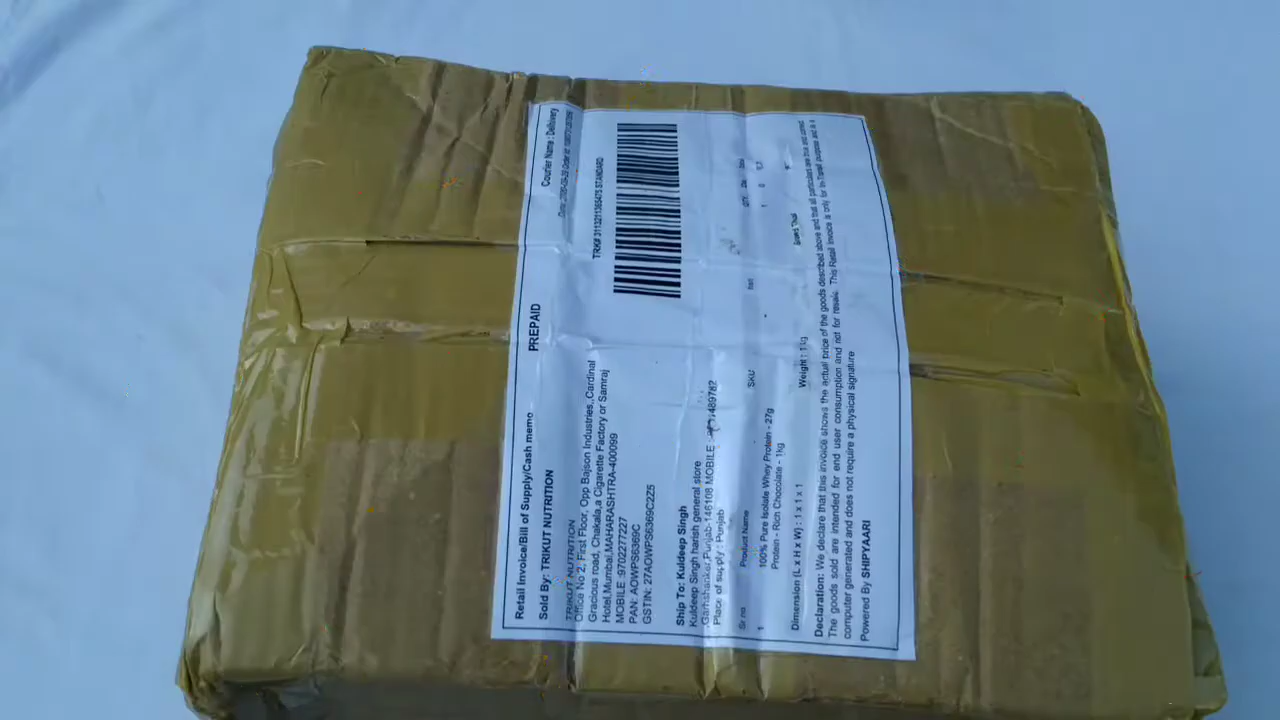 Retail Invoice/Bill of Supply/Cash memo PREPAID Courier Name : Delhivery
Sold By: TRIKUT NUTRITION
TRIKUT NUTRITION
Office No 2, First Floor, Opp Bajson Industries,,Cardinal
Gracious road, Chakala,a Cigarette Factory or Samraj
Hotel,Mumbai,MAHARASHTRA-400099
MOBILE :9702277227
PAN: AOWPS6369C
GSTIN: 27AOWPS6369C2Z5
STANDARD
Ship To: Kuldeep Singh
Kuldeep Singh harish general store
Garhshanker,Punjab-146108 MOBILE
Place of supply : Punjab
Sr no Product Name SKU
1 100% Pure Isolate Whey Protein - 27g
Protein - Rich Chocolate - 1kg
Dimension (L x H x W) : 1 x 1 x 1 Weight : 1 kg
Declaration: We declare that this invoice shows the actual price of the goods described above and that all particulars are true and correct.
The goods sold are intended for end user consumption and not for resale. This Retail invoice is only for In-Transit purpose and is a
computer generated and does not require a physical signature
Powered By SHIPYAARI